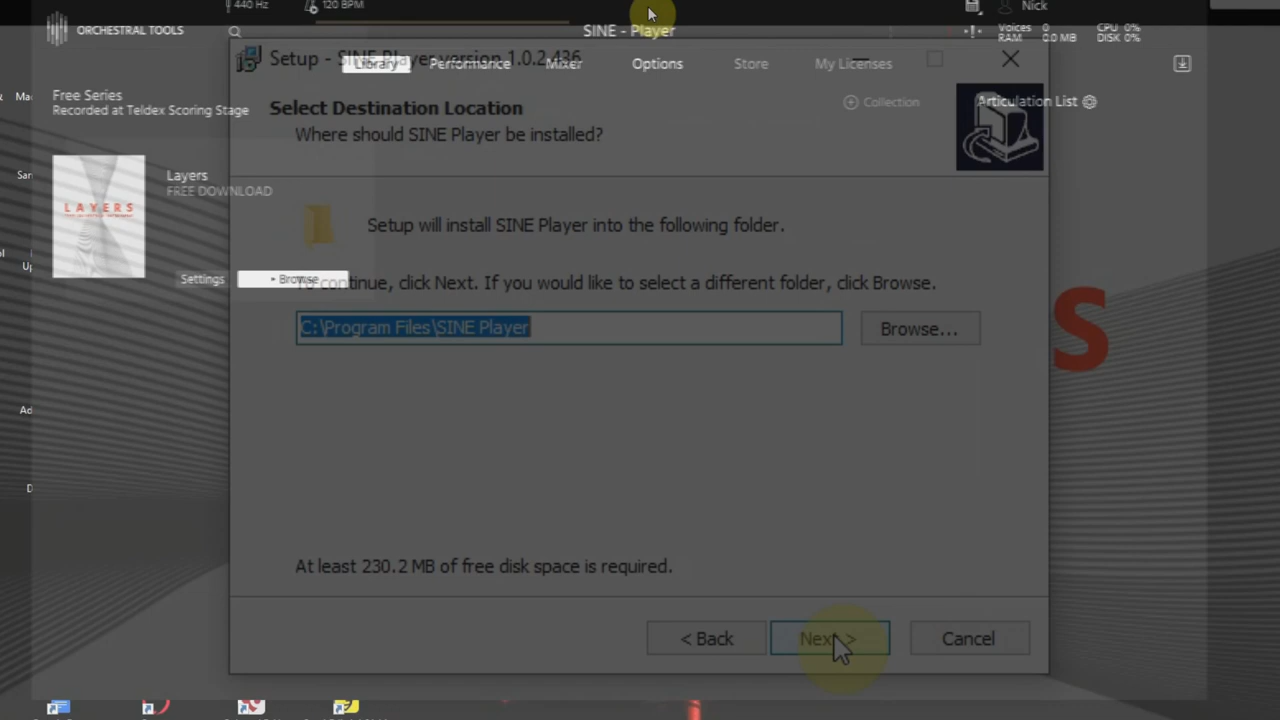 440 Hz
120 BPM
Nick
ORCHESTRAL TOOLS
SINE - Player
Voices 0
RAM 0.0 MB
CPU 0%
DISK 0%
Setup - SINE Player version 1.0.2.436
Library
Performance
Mixer
Options
Store
My Licenses
Free Series
Recorded at Teldex Scoring Stage
Select Destination Location
Where should SINE Player be installed?
Collection
Articulation List
Layers
FREE DOWNLOAD
LAYERS
Setup will install SINE Player into the following folder.
Settings
Browse
To continue, click Next. If you would like to select a different folder, click Browse.
C:\Program Files\SINE Player
Browse...
S
At least 230.2 MB of free disk space is required.
< Back
Next >
Cancel